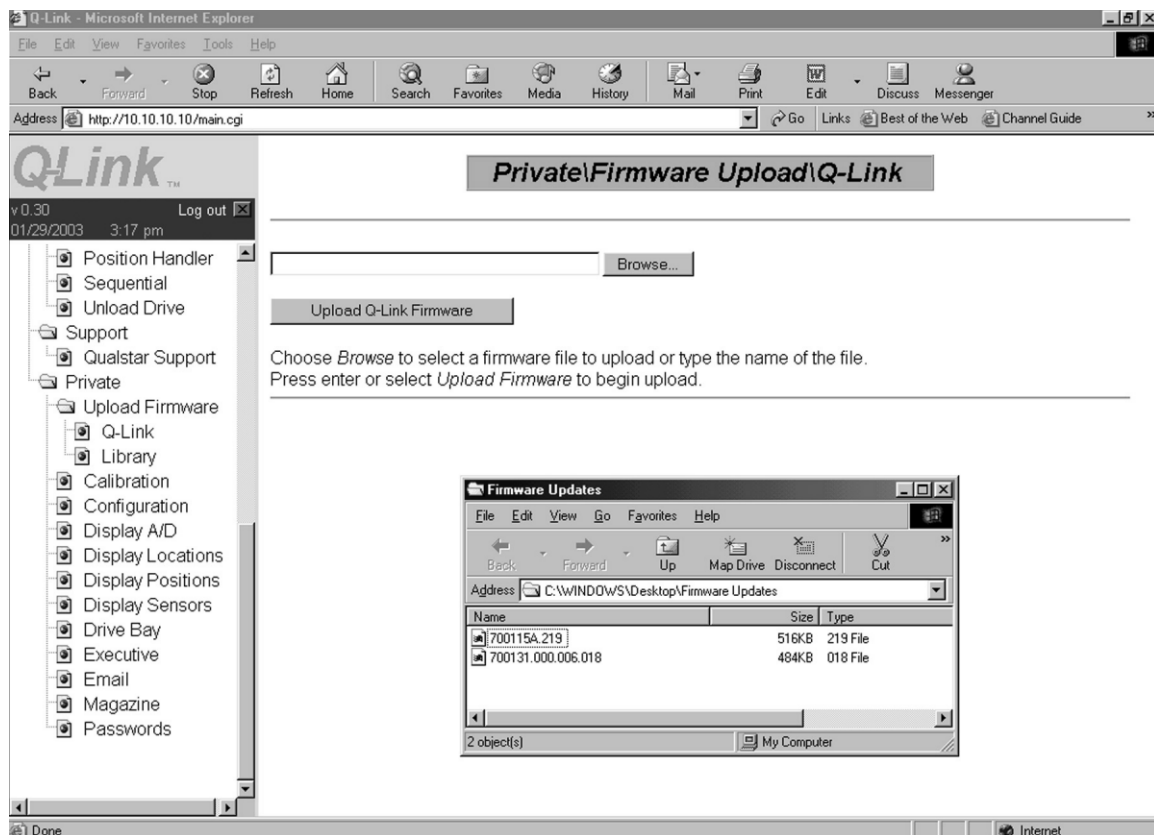 Q-Link - Microsoft Internet Explorer
File Edit View Favorites Tools Help
Back Forward Stop Refresh Home Search Favorites Media History Mail Print Edit Discuss Messenger
Address http://10.10.10.10/main.cgi Go Links Best of the Web Channel Guide »
Q-Link TM
v 0.30 Log out
01/29/2003 3:17 pm
Position Handler
Sequential
Unload Drive
Support
Qualstar Support
Private
Upload Firmware
Q-Link
Library
Calibration
Configuration
Display A/D
Display Locations
Display Positions
Display Sensors
Drive Bay
Executive
Email
Magazine
Passwords
Private\Firmware Upload\Q-Link
Browse...
Upload Q-Link Firmware
Choose Browse to select a firmware file to upload or type the name of the file.
Press enter or select Upload Firmware to begin upload.
Firmware Updates
File Edit View Go Favorites Help
Back Forward Up Map Drive Disconnect Cut »
Address C:\WINDOWS\Desktop\Firmware Updates
Name Size Type
700115A.219 516KB 219 File
700131.000.006.018 484KB 018 File
2 object(s) My Computer
Done Internet